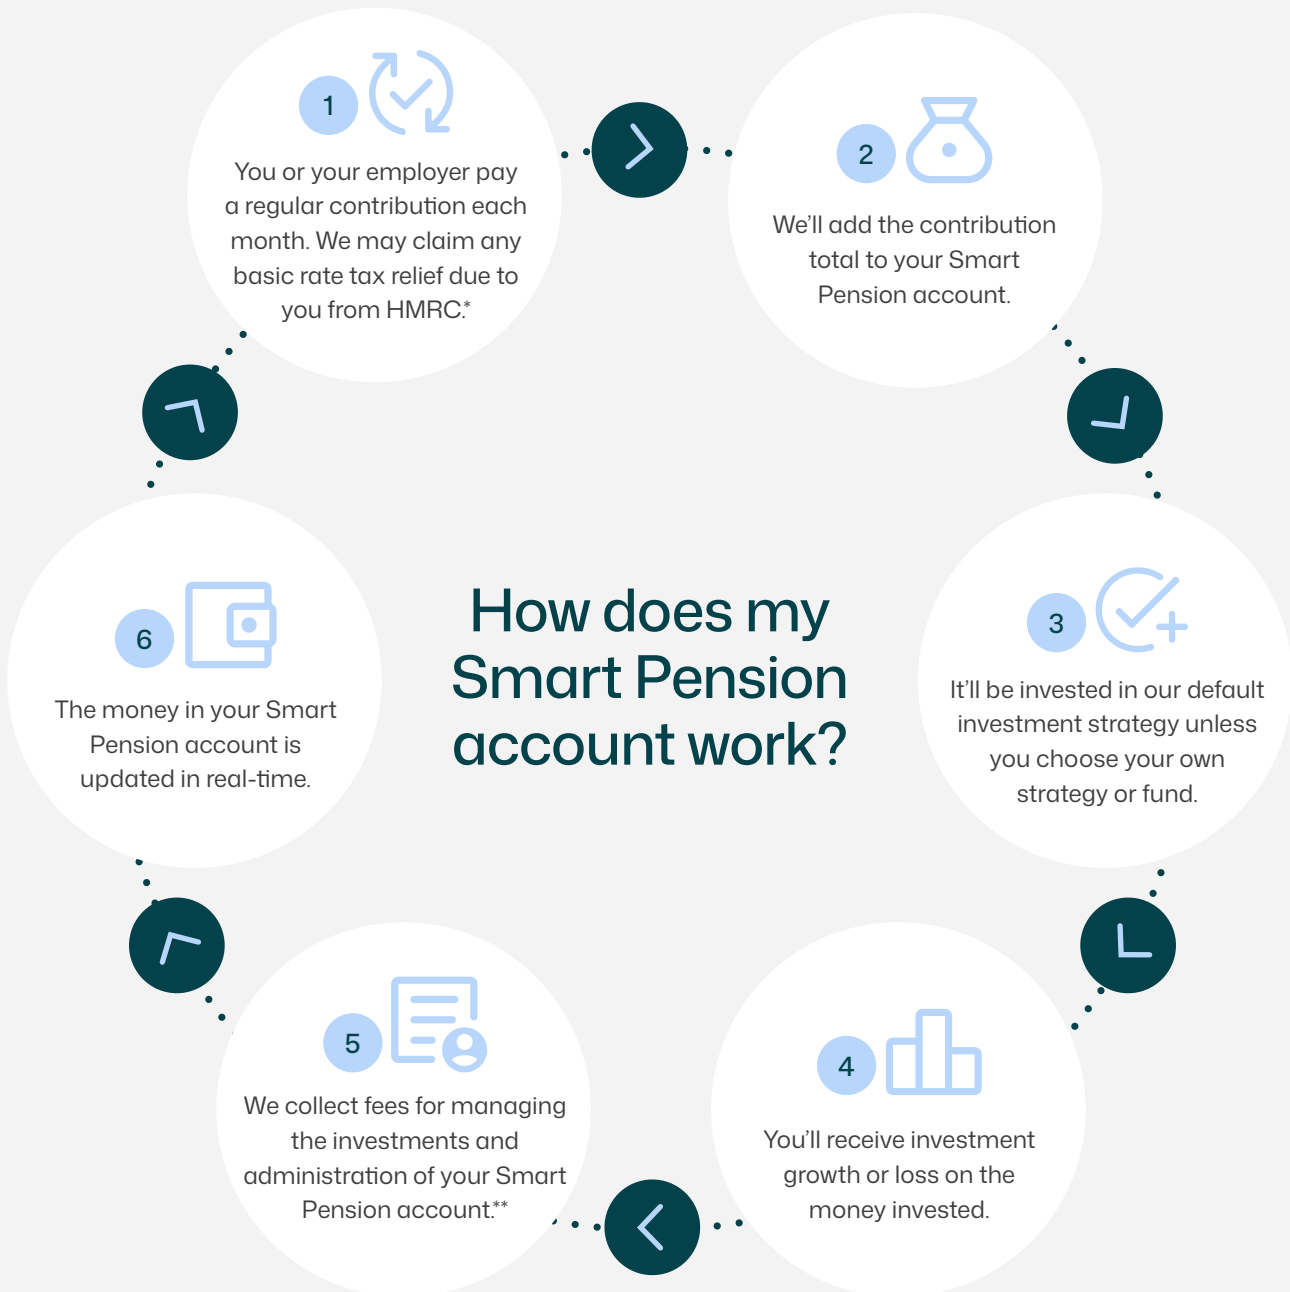 1
You or your employer pay
a regular contribution each
month. We may claim any
basic rate tax relief due to
you from HMRC.*
2
We'll add the contribution
total to your Smart
Pension account.
3
It'll be invested in our default
investment strategy unless
you choose your own
strategy or fund.
4
You'll receive investment
growth or loss on the
money invested.
5
We collect fees for managing
the investments and
administration of your Smart
Pension account.**
6
The money in your Smart
Pension account is
updated in real-time.
How does my
Smart Pension
account work?